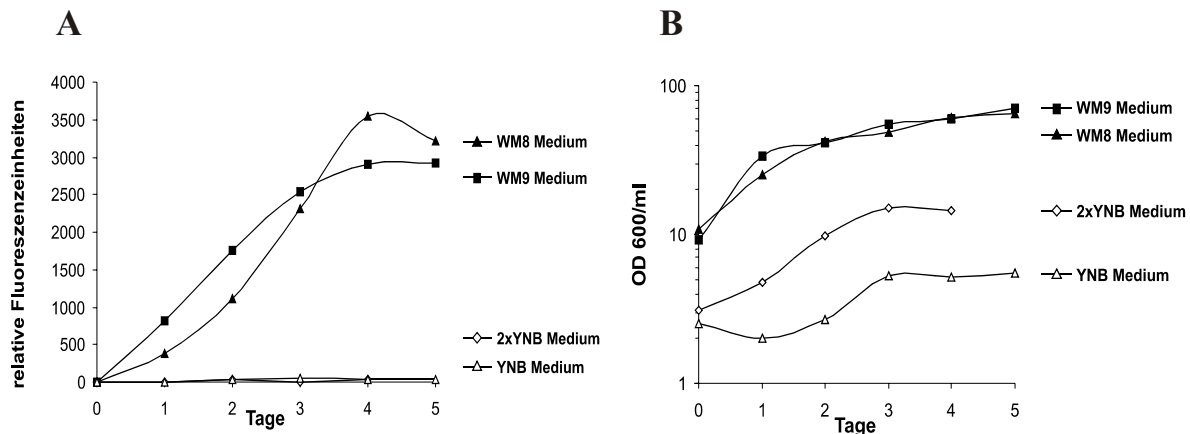 A
relative Fluoreszenzeinheiten
4000
3500
3000
2500
2000
1500
1000
500
0
0 1 2 3 4 5
Tage
WM8 Medium
WM9 Medium
2xYNB Medium
YNB Medium
B
OD 600/ml
100
10
1
0 1 2 3 4 5
Tage
WM9 Medium
WM8 Medium
2xYNB Medium
YNB Medium